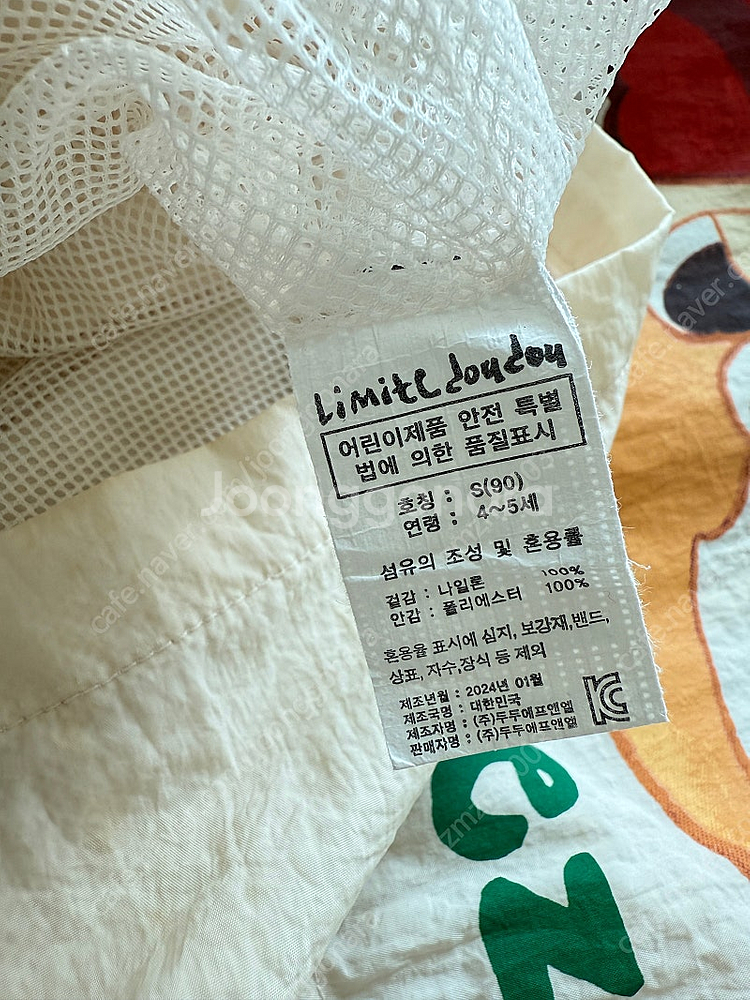 Limite doudou
어린이제품 안전 특별
법에 의한 품질표시
호칭 : S(90)
연령 : 4~5세
섬유의 조성 및 혼용률
겉감 : 나일론 100%
안감 : 폴리에스터 100%
혼용율 표시에 심지, 보강재,밴드,
상표, 자수,장식 등 제외
제조년월 : 2024년 01월
제조국명 : 대한민국
제조자명 : (주)두두에프앤엘
판매자명 : (주)두두에프앤엘
KC
Joonggonara